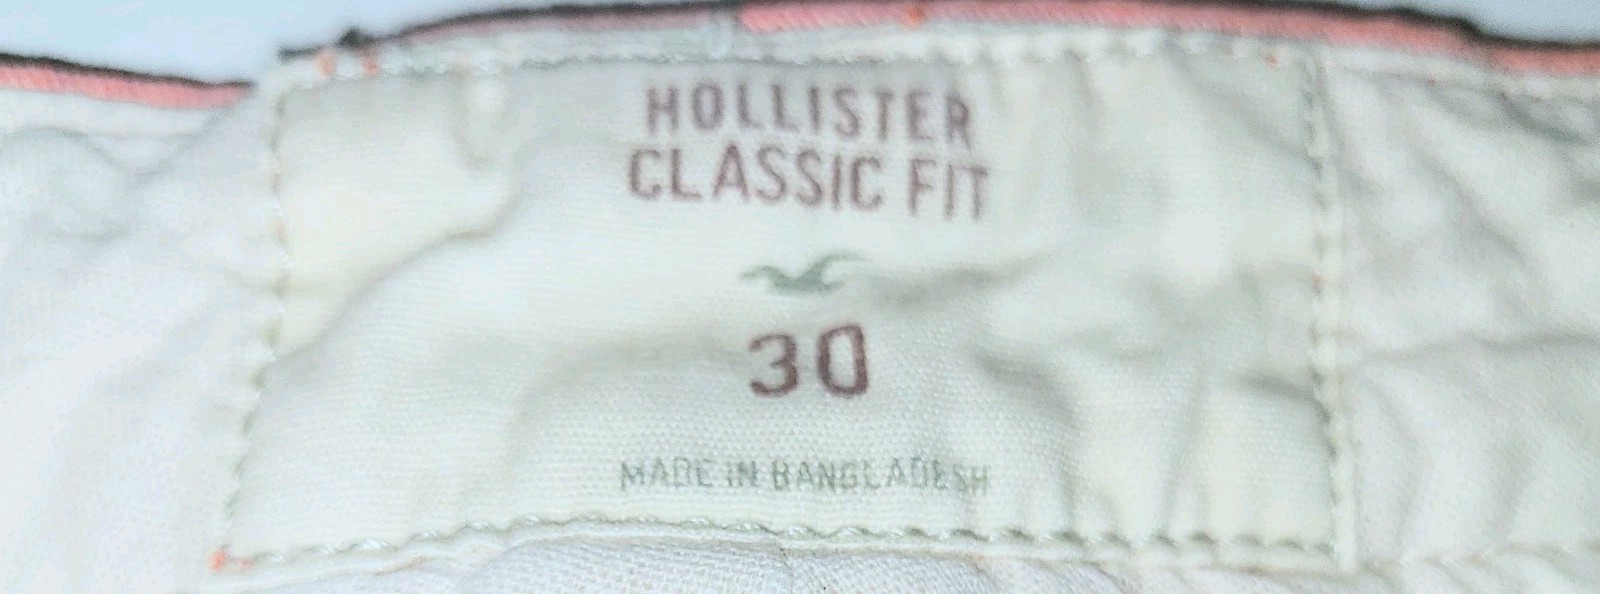 HOLLISTER
CLASSIC FIT
30
MADE IN BANGLADESH